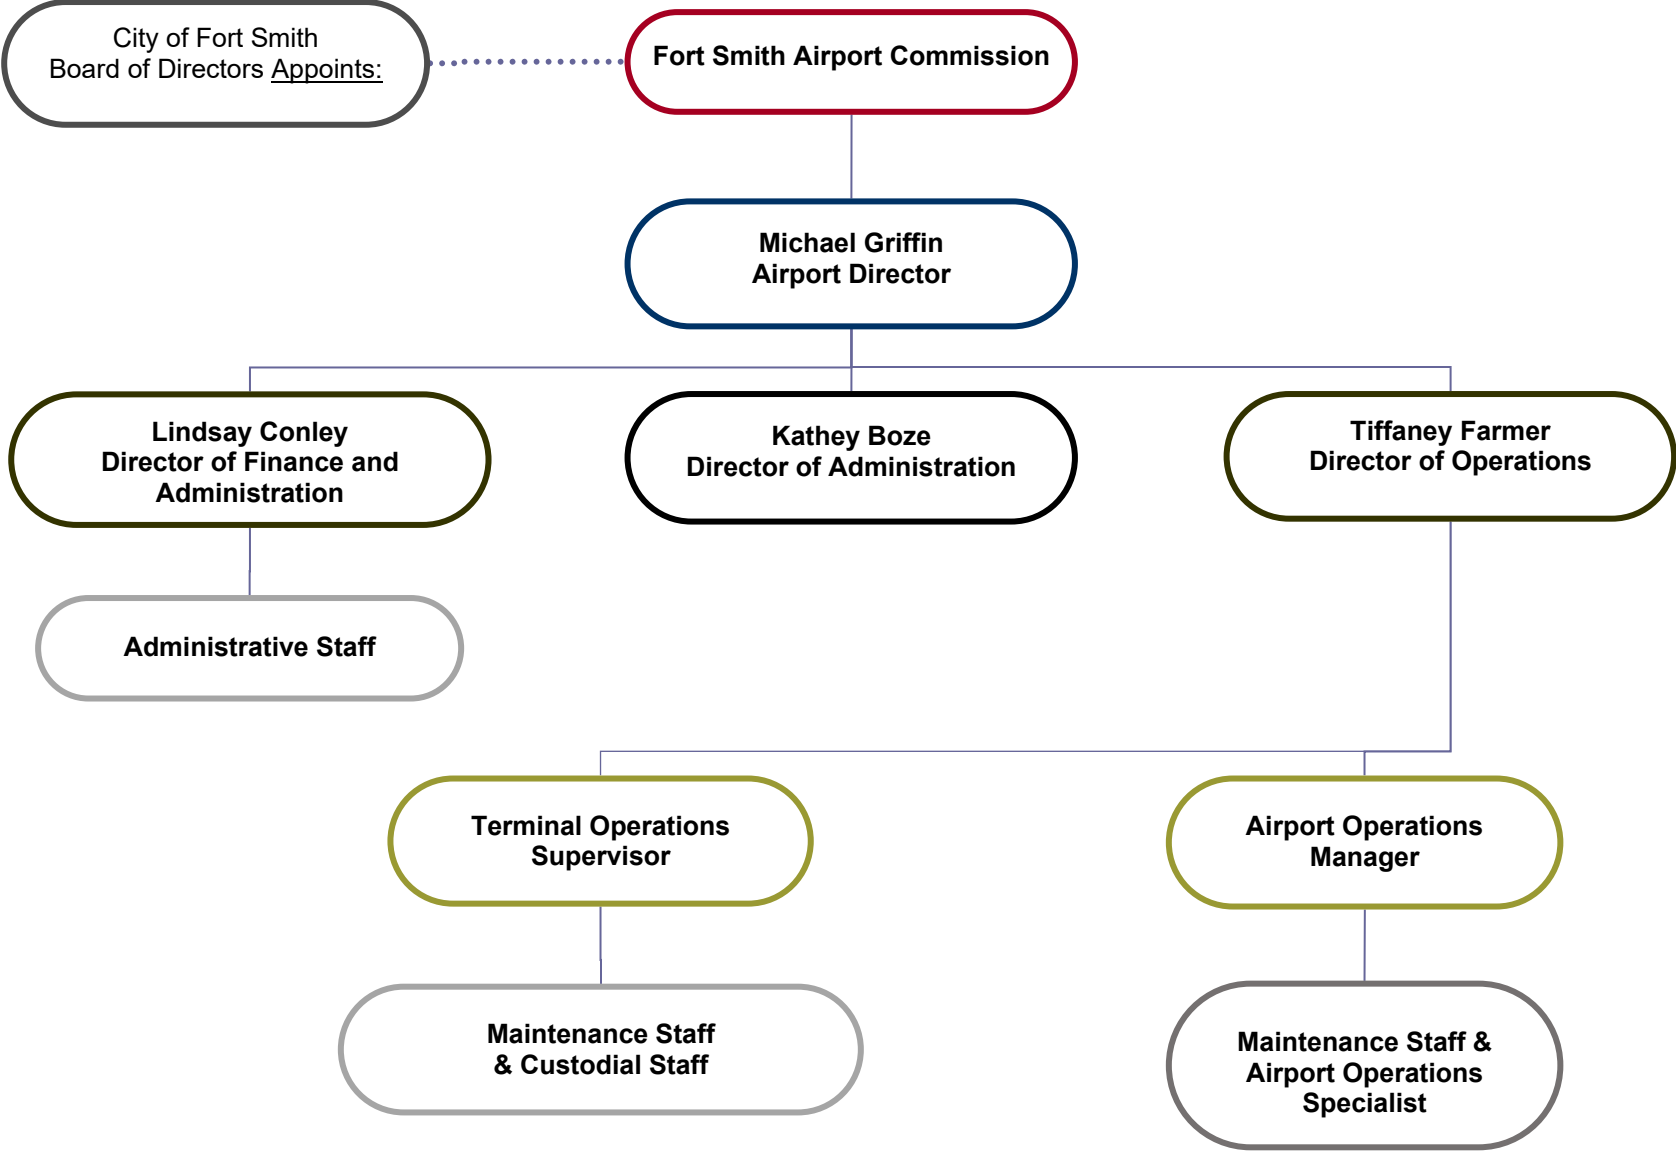 City of Fort Smith
Board of Directors Appoints:
Fort Smith Airport Commission
Michael Griffin
Airport Director
Lindsay Conley
Director of Finance and
Administration
Kathey Boze
Director of Administration
Tiffaney Farmer
Director of Operations
Administrative Staff
Terminal Operations
Supervisor
Airport Operations
Manager
Maintenance Staff
& Custodial Staff
Maintenance Staff &
Airport Operations
Specialist